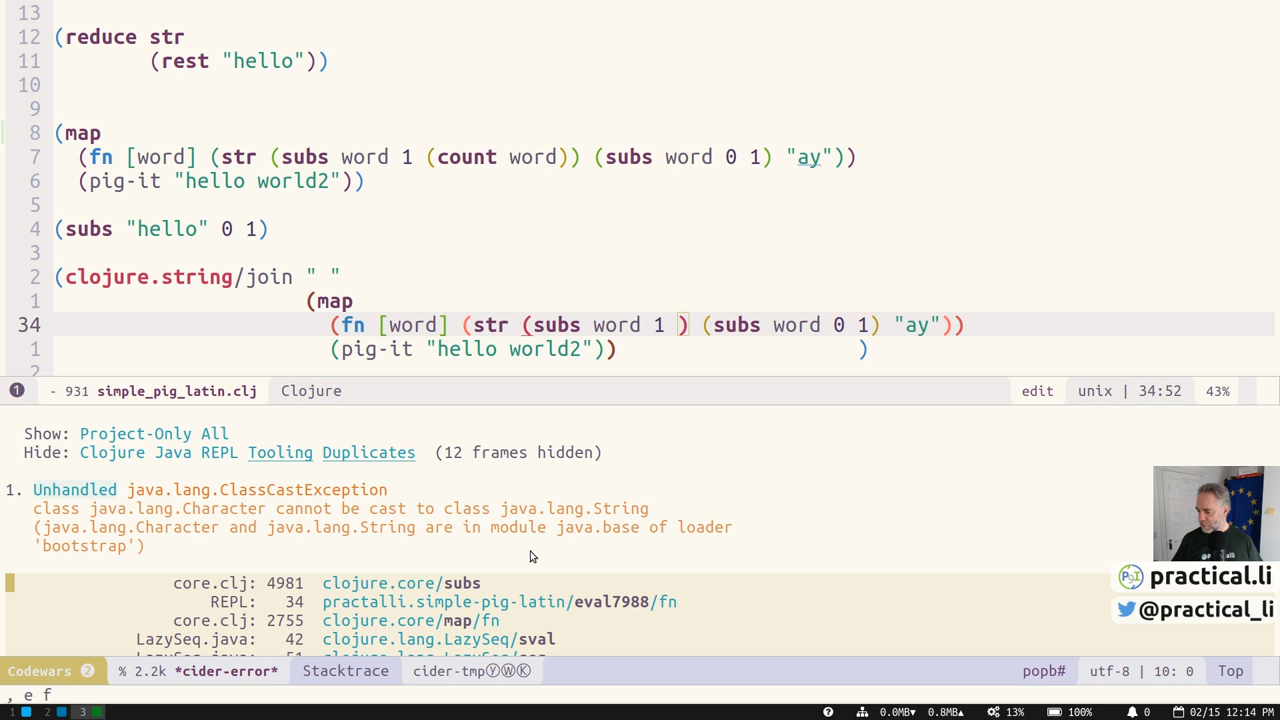 13
12 (reduce str
11 (rest "hello"))
10
9
8 (map
7 (fn [word] (str (subs word 1 (count word)) (subs word 0 1) "ay"))
6 (pig-it "hello world2"))
5
4 (subs "hello" 0 1)
3
2 (clojure.string/join " "
1 (map
34 (fn [word] (str (subs word 1 ) (subs word 0 1) "ay"))
1 (pig-it "hello world2")) )
2
1 - 931 simple_pig_latin.clj Clojure edit unix | 34:52 43%
Show: Project-Only All
Hide: Clojure Java REPL Tooling Duplicates (12 frames hidden)
1. Unhandled java.lang.ClassCastException
class java.lang.Character cannot be cast to class java.lang.String
(java.lang.Character and java.lang.String are in module java.base of loader
'bootstrap')
core.clj: 4981 clojure.core/subs
REPL: 34 practalli.simple-pig-latin/eval7988/fn
core.clj: 2755 clojure.core/map/fn
LazySeq.java: 42 clojure.lang.LazySeq/sval
practical.li
@practical_li
Codewars 2 % 2.2k *cider-error* Stacktrace cider-tmpⓨⓌⓀ popb# utf-8 | 10: 0 Top
, e f
1 2 3 0.0MB▾ 0.8MB▴ 13% 100% 0 02/15 12:14 PM